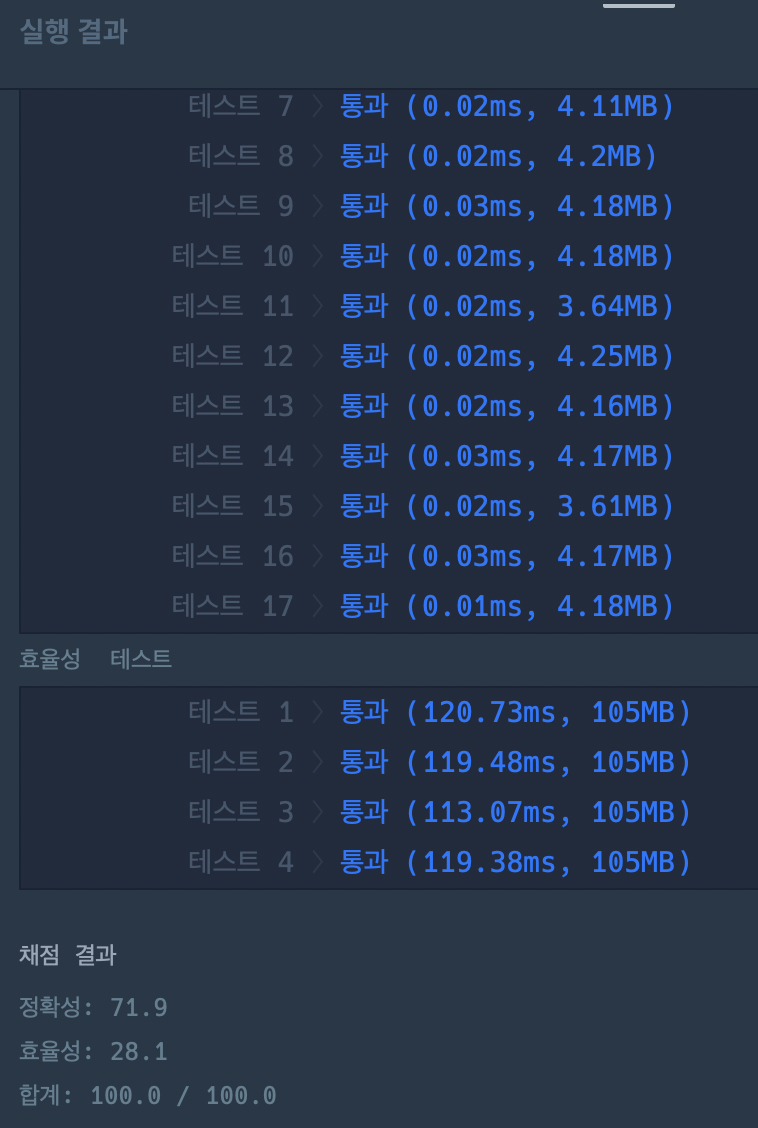 실행 결과
테스트 7 〉 통과 (0.02ms, 4.11MB)
테스트 8 〉 통과 (0.02ms, 4.2MB)
테스트 9 〉 통과 (0.03ms, 4.18MB)
테스트 10 〉 통과 (0.02ms, 4.18MB)
테스트 11 〉 통과 (0.02ms, 3.64MB)
테스트 12 〉 통과 (0.02ms, 4.25MB)
테스트 13 〉 통과 (0.02ms, 4.16MB)
테스트 14 〉 통과 (0.03ms, 4.17MB)
테스트 15 〉 통과 (0.02ms, 3.61MB)
테스트 16 〉 통과 (0.03ms, 4.17MB)
테스트 17 〉 통과 (0.01ms, 4.18MB)
효율성 테스트
테스트 1 〉 통과 (120.73ms, 105MB)
테스트 2 〉 통과 (119.48ms, 105MB)
테스트 3 〉 통과 (113.07ms, 105MB)
테스트 4 〉 통과 (119.38ms, 105MB)
채점 결과
정확성: 71.9
효율성: 28.1
합계: 100.0 / 100.0